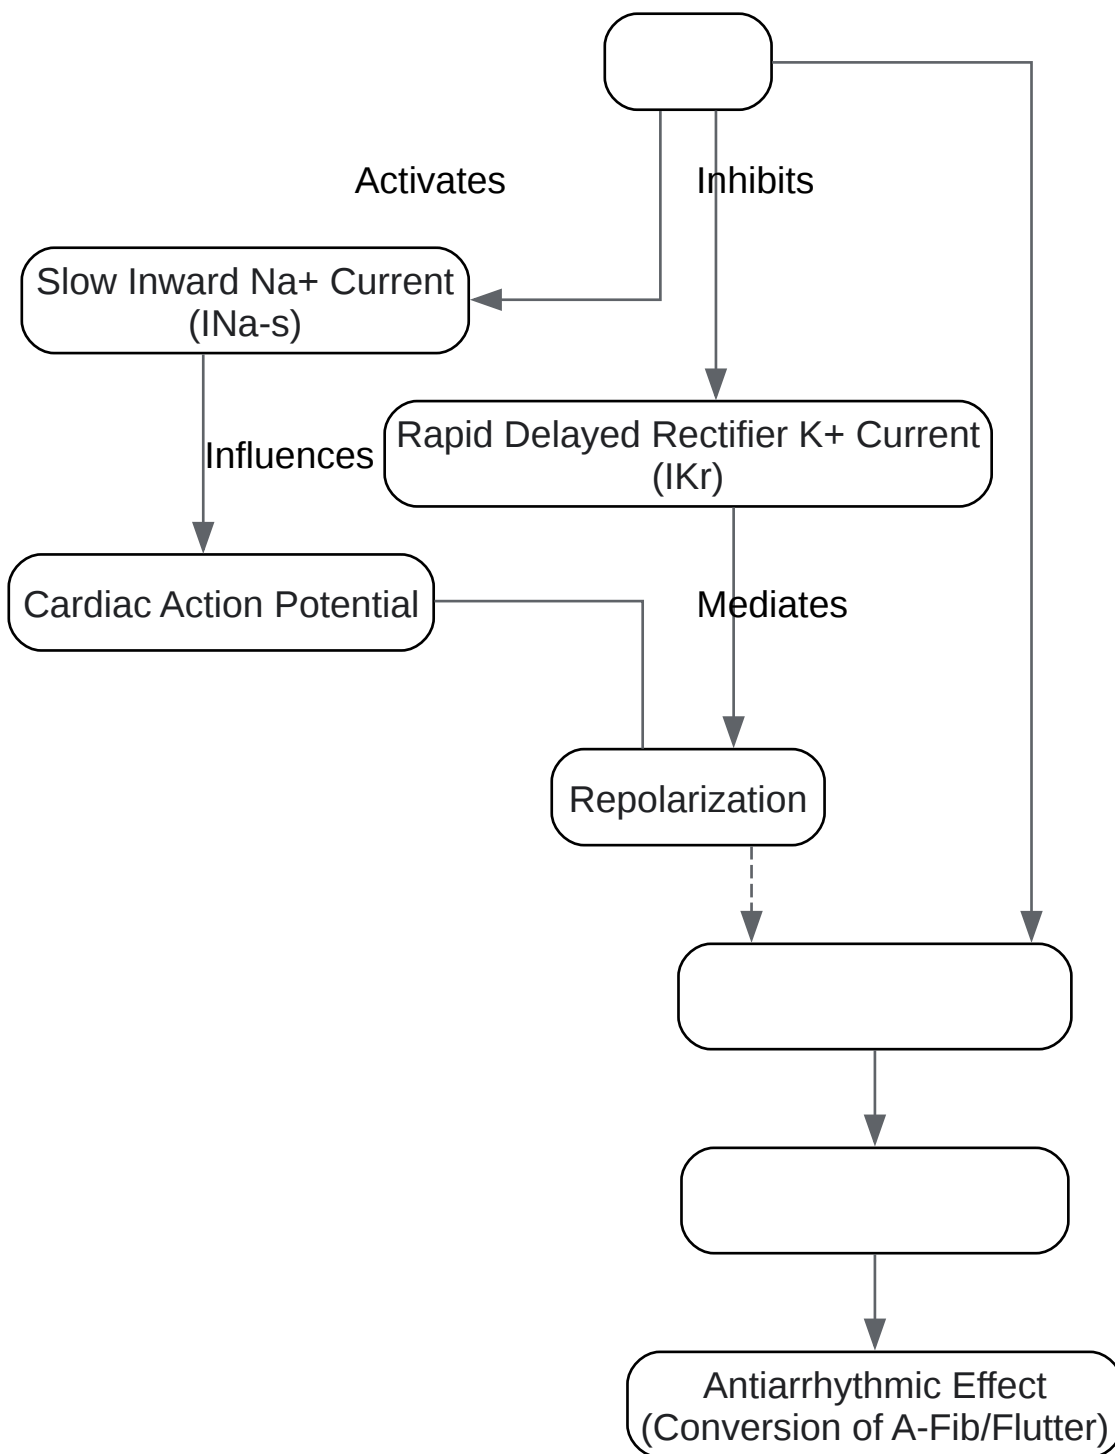 Activates
Inhibits
Slow Inward Na+ Current
(INa-s)
Rapid Delayed Rectifier K+ Current
(IKr)
Influences
Cardiac Action Potential
Mediates
Repolarization
Antiarrhythmic Effect
(Conversion of A-Fib/Flutter)